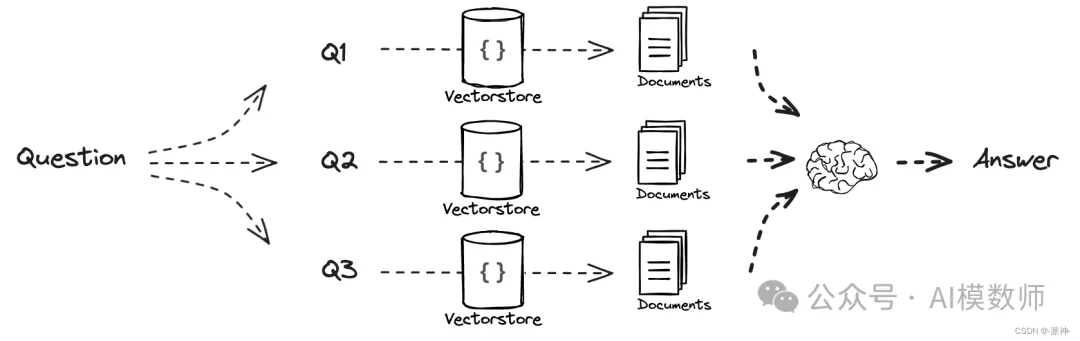 Q1
{}
Vectorstore
Documents
Question
Q2
{}
Vectorstore
Documents
Answer
Q3
{}
Vectorstore
Documents
公众号 · AI模数师
CSDN @-派神-